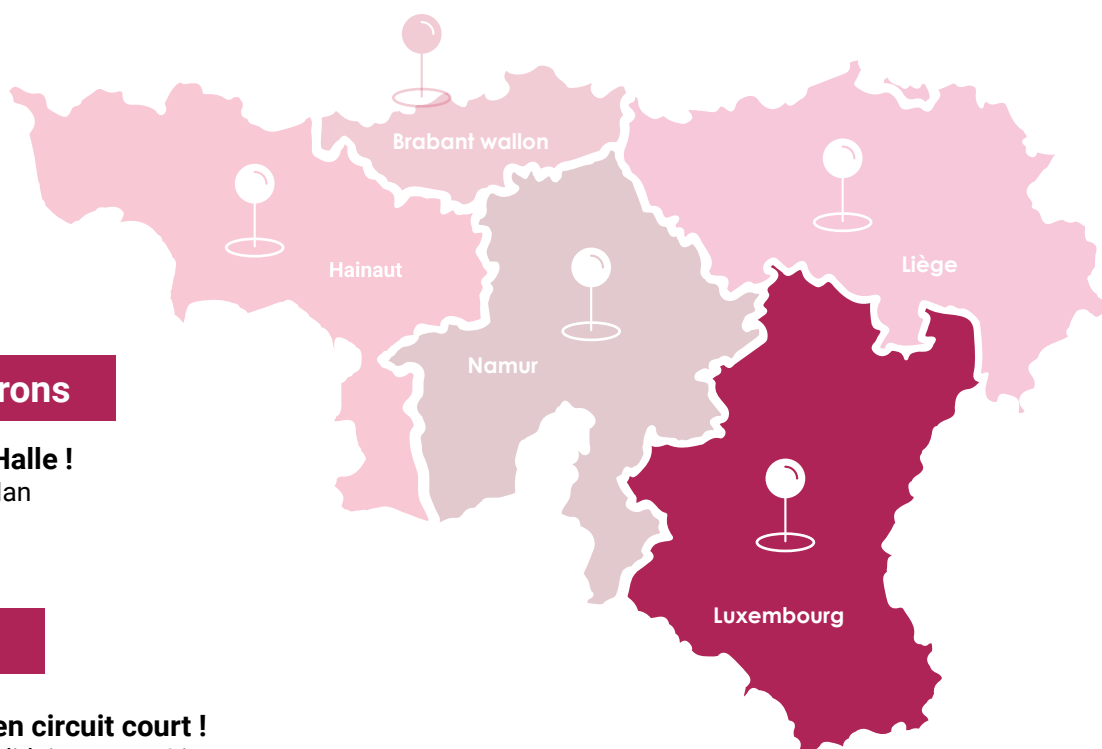 Brabant wallon
Hainaut
Liège
Namur
rons
Halle !
lan
Luxembourg
en circuit court !